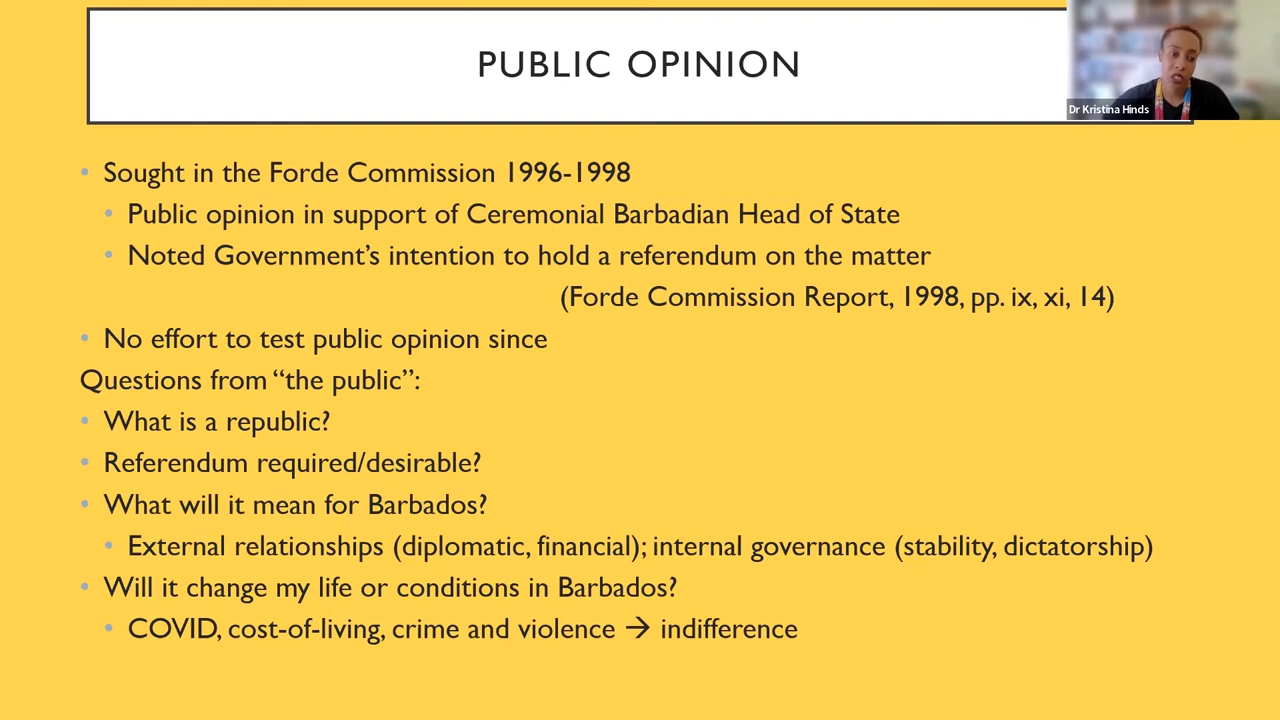 PUBLIC OPINION
Dr Kristina Hinds
• Sought in the Forde Commission 1996-1998
• Public opinion in support of Ceremonial Barbadian Head of State
• Noted Government’s intention to hold a referendum on the matter
(Forde Commission Report, 1998, pp. ix, xi, 14)
• No effort to test public opinion since
Questions from “the public”:
• What is a republic?
• Referendum required/desirable?
• What will it mean for Barbados?
• External relationships (diplomatic, financial); internal governance (stability, dictatorship)
• Will it change my life or conditions in Barbados?
• COVID, cost-of-living, crime and violence → indifference